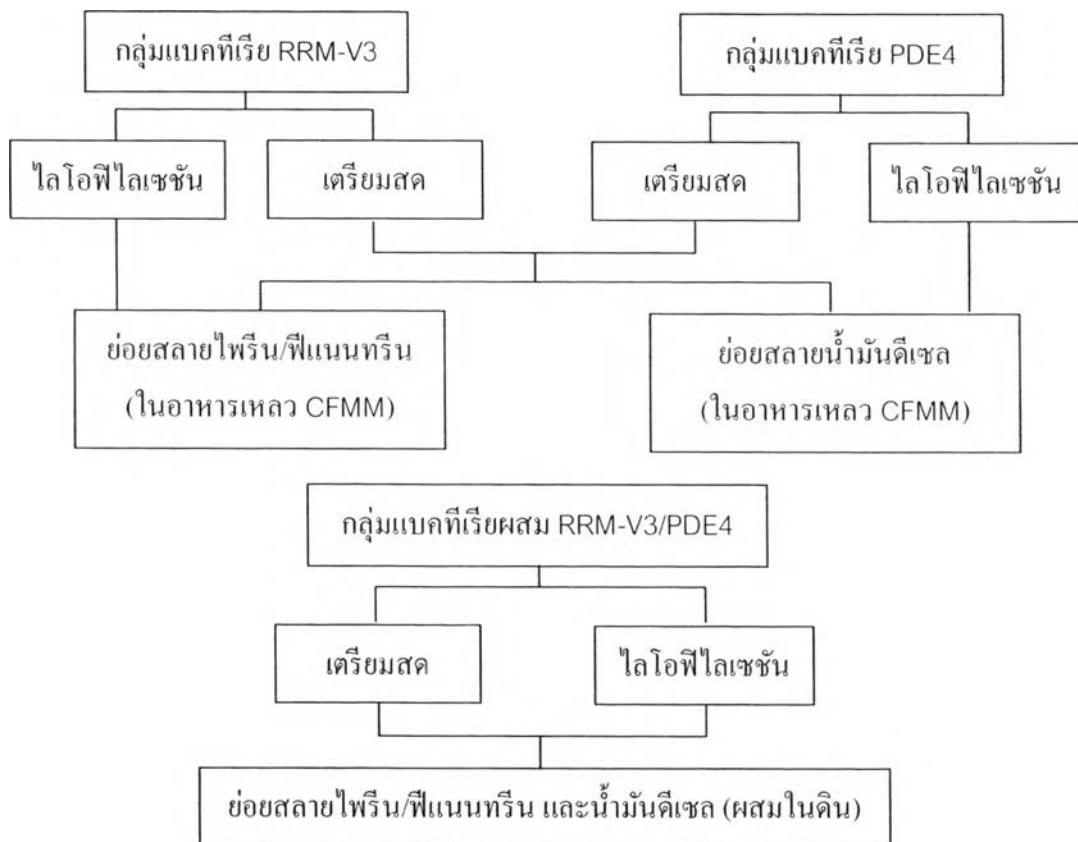 กลุ่มแบคทีเรีย RRM-V3
กลุ่มแบคทีเรีย PDE4
ไลโอฟิไลเซชัน
เตรียมสด
เตรียมสด
ไลโอฟิไลเซชัน
ย่อยสลายไพรีน/ฟีแนนทรีน
(ในอาหารเหลว CFMM)
ย่อยสลายน้ำมันดีเซล
(ในอาหารเหลว CFMM)
กลุ่มแบคทีเรียผสม RRM-V3/PDE4
เตรียมสด
ไลโอฟิไลเซชัน
ย่อยสลายไพรีน/ฟีแนนทรีน และน้ำมันดีเซล (ผสมในดิน)